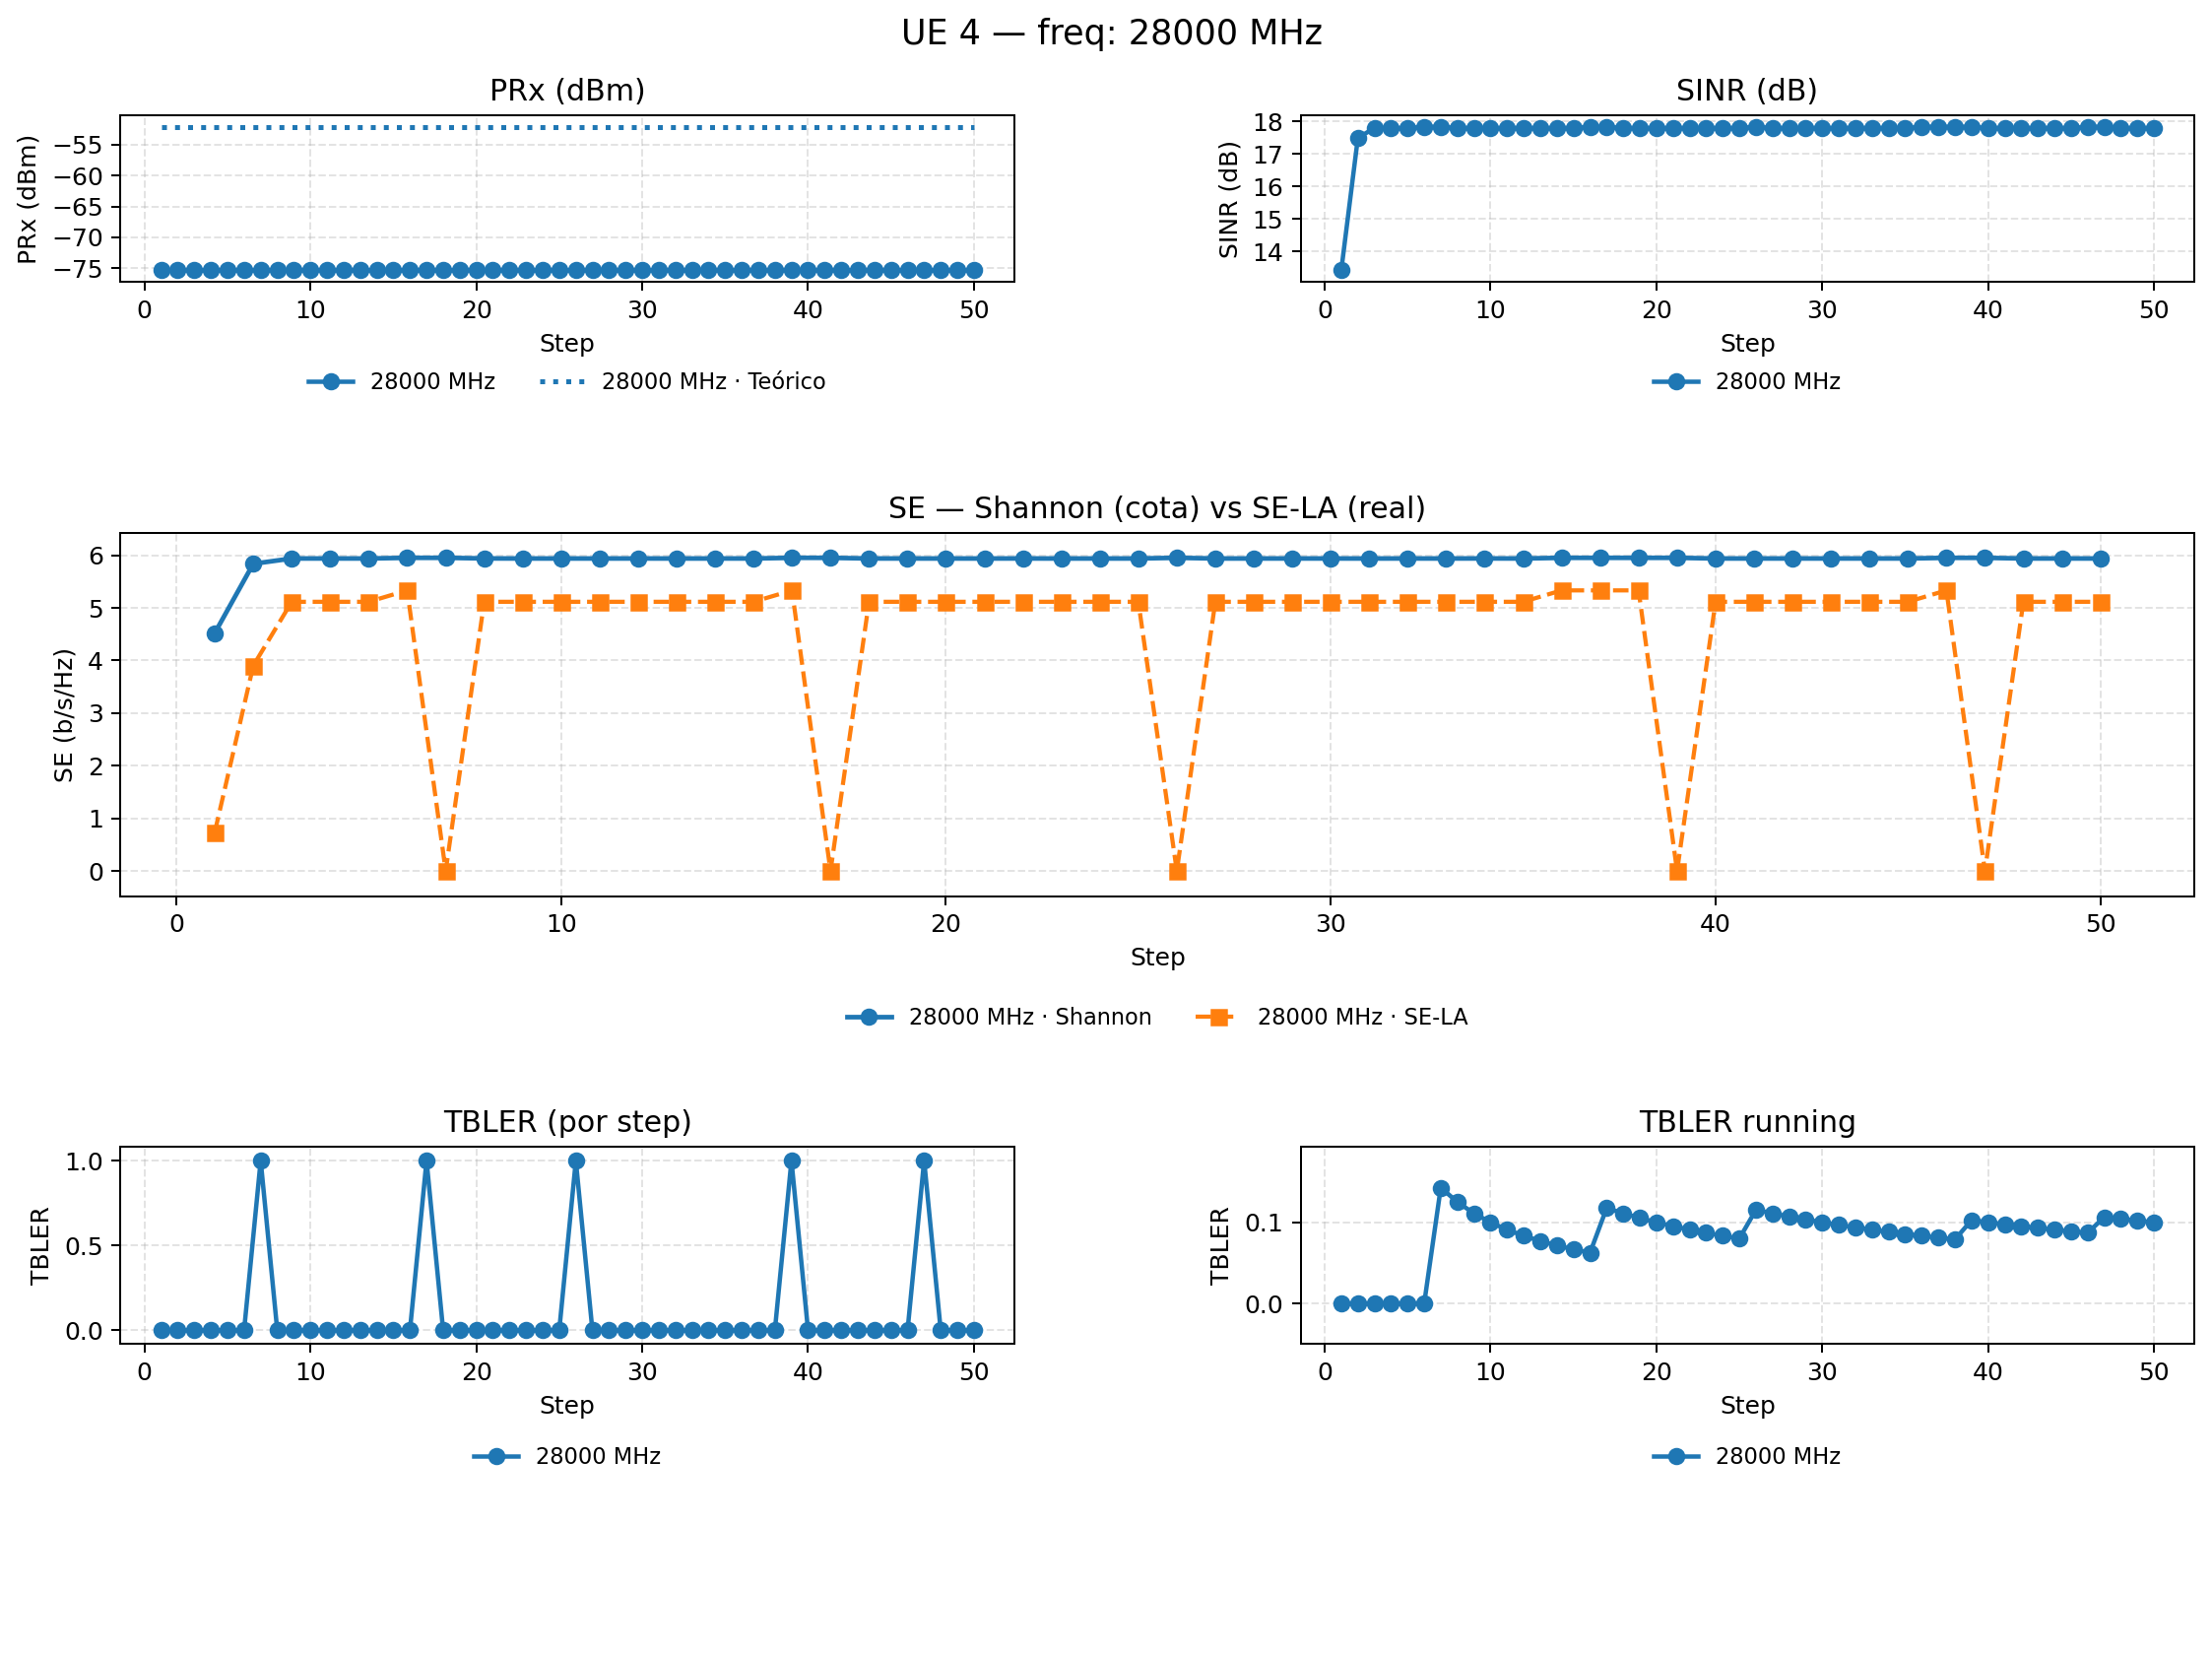 UE 4 — freq: 28000 MHz
PRx (dBm)
PRx (dBm)
−55
−60
−65
−70
−75
0 10 20 30 40 50
Step
28000 MHz 28000 MHz · Teórico
SINR (dB)
SINR (dB)
18
17
16
15
14
0 10 20 30 40 50
Step
28000 MHz
SE — Shannon (cota) vs SE-LA (real)
SE (b/s/Hz)
6
5
4
3
2
1
0
0 10 20 30 40 50
Step
28000 MHz · Shannon 28000 MHz · SE-LA
TBLER (por step)
TBLER
1.0
0.5
0.0
0 10 20 30 40 50
Step
28000 MHz
TBLER running
TBLER
0.1
0.0
0 10 20 30 40 50
Step
28000 MHz